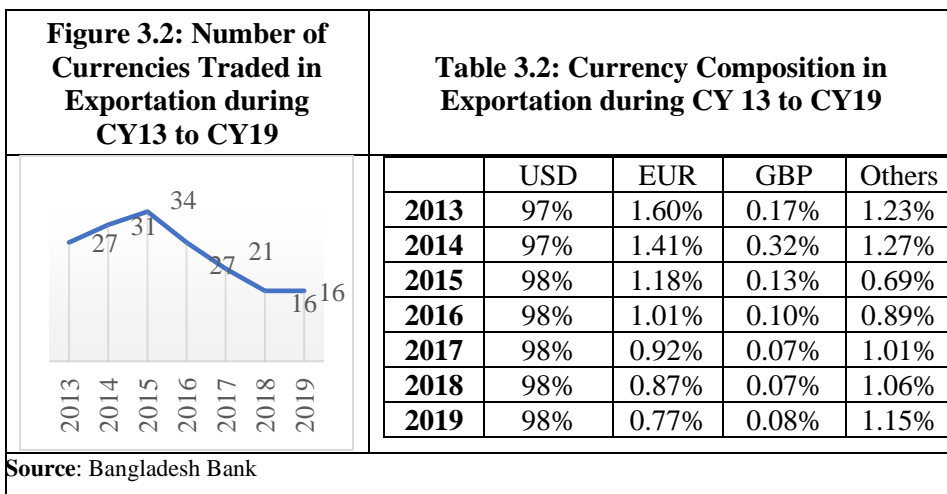 Figure 3.2: Number of
Currencies Traded in
Exportation during
CY13 to CY19
Table 3.2: Currency Composition in
Exportation during CY 13 to CY19
27
31
34
27
21
16
16
2013
2014
2015
2016
2017
2018
2019
USD EUR GBP Others
2013 97% 1.60% 0.17% 1.23%
2014 97% 1.41% 0.32% 1.27%
2015 98% 1.18% 0.13% 0.69%
2016 98% 1.01% 0.10% 0.89%
2017 98% 0.92% 0.07% 1.01%
2018 98% 0.87% 0.07% 1.06%
2019 98% 0.77% 0.08% 1.15%
Source: Bangladesh Bank